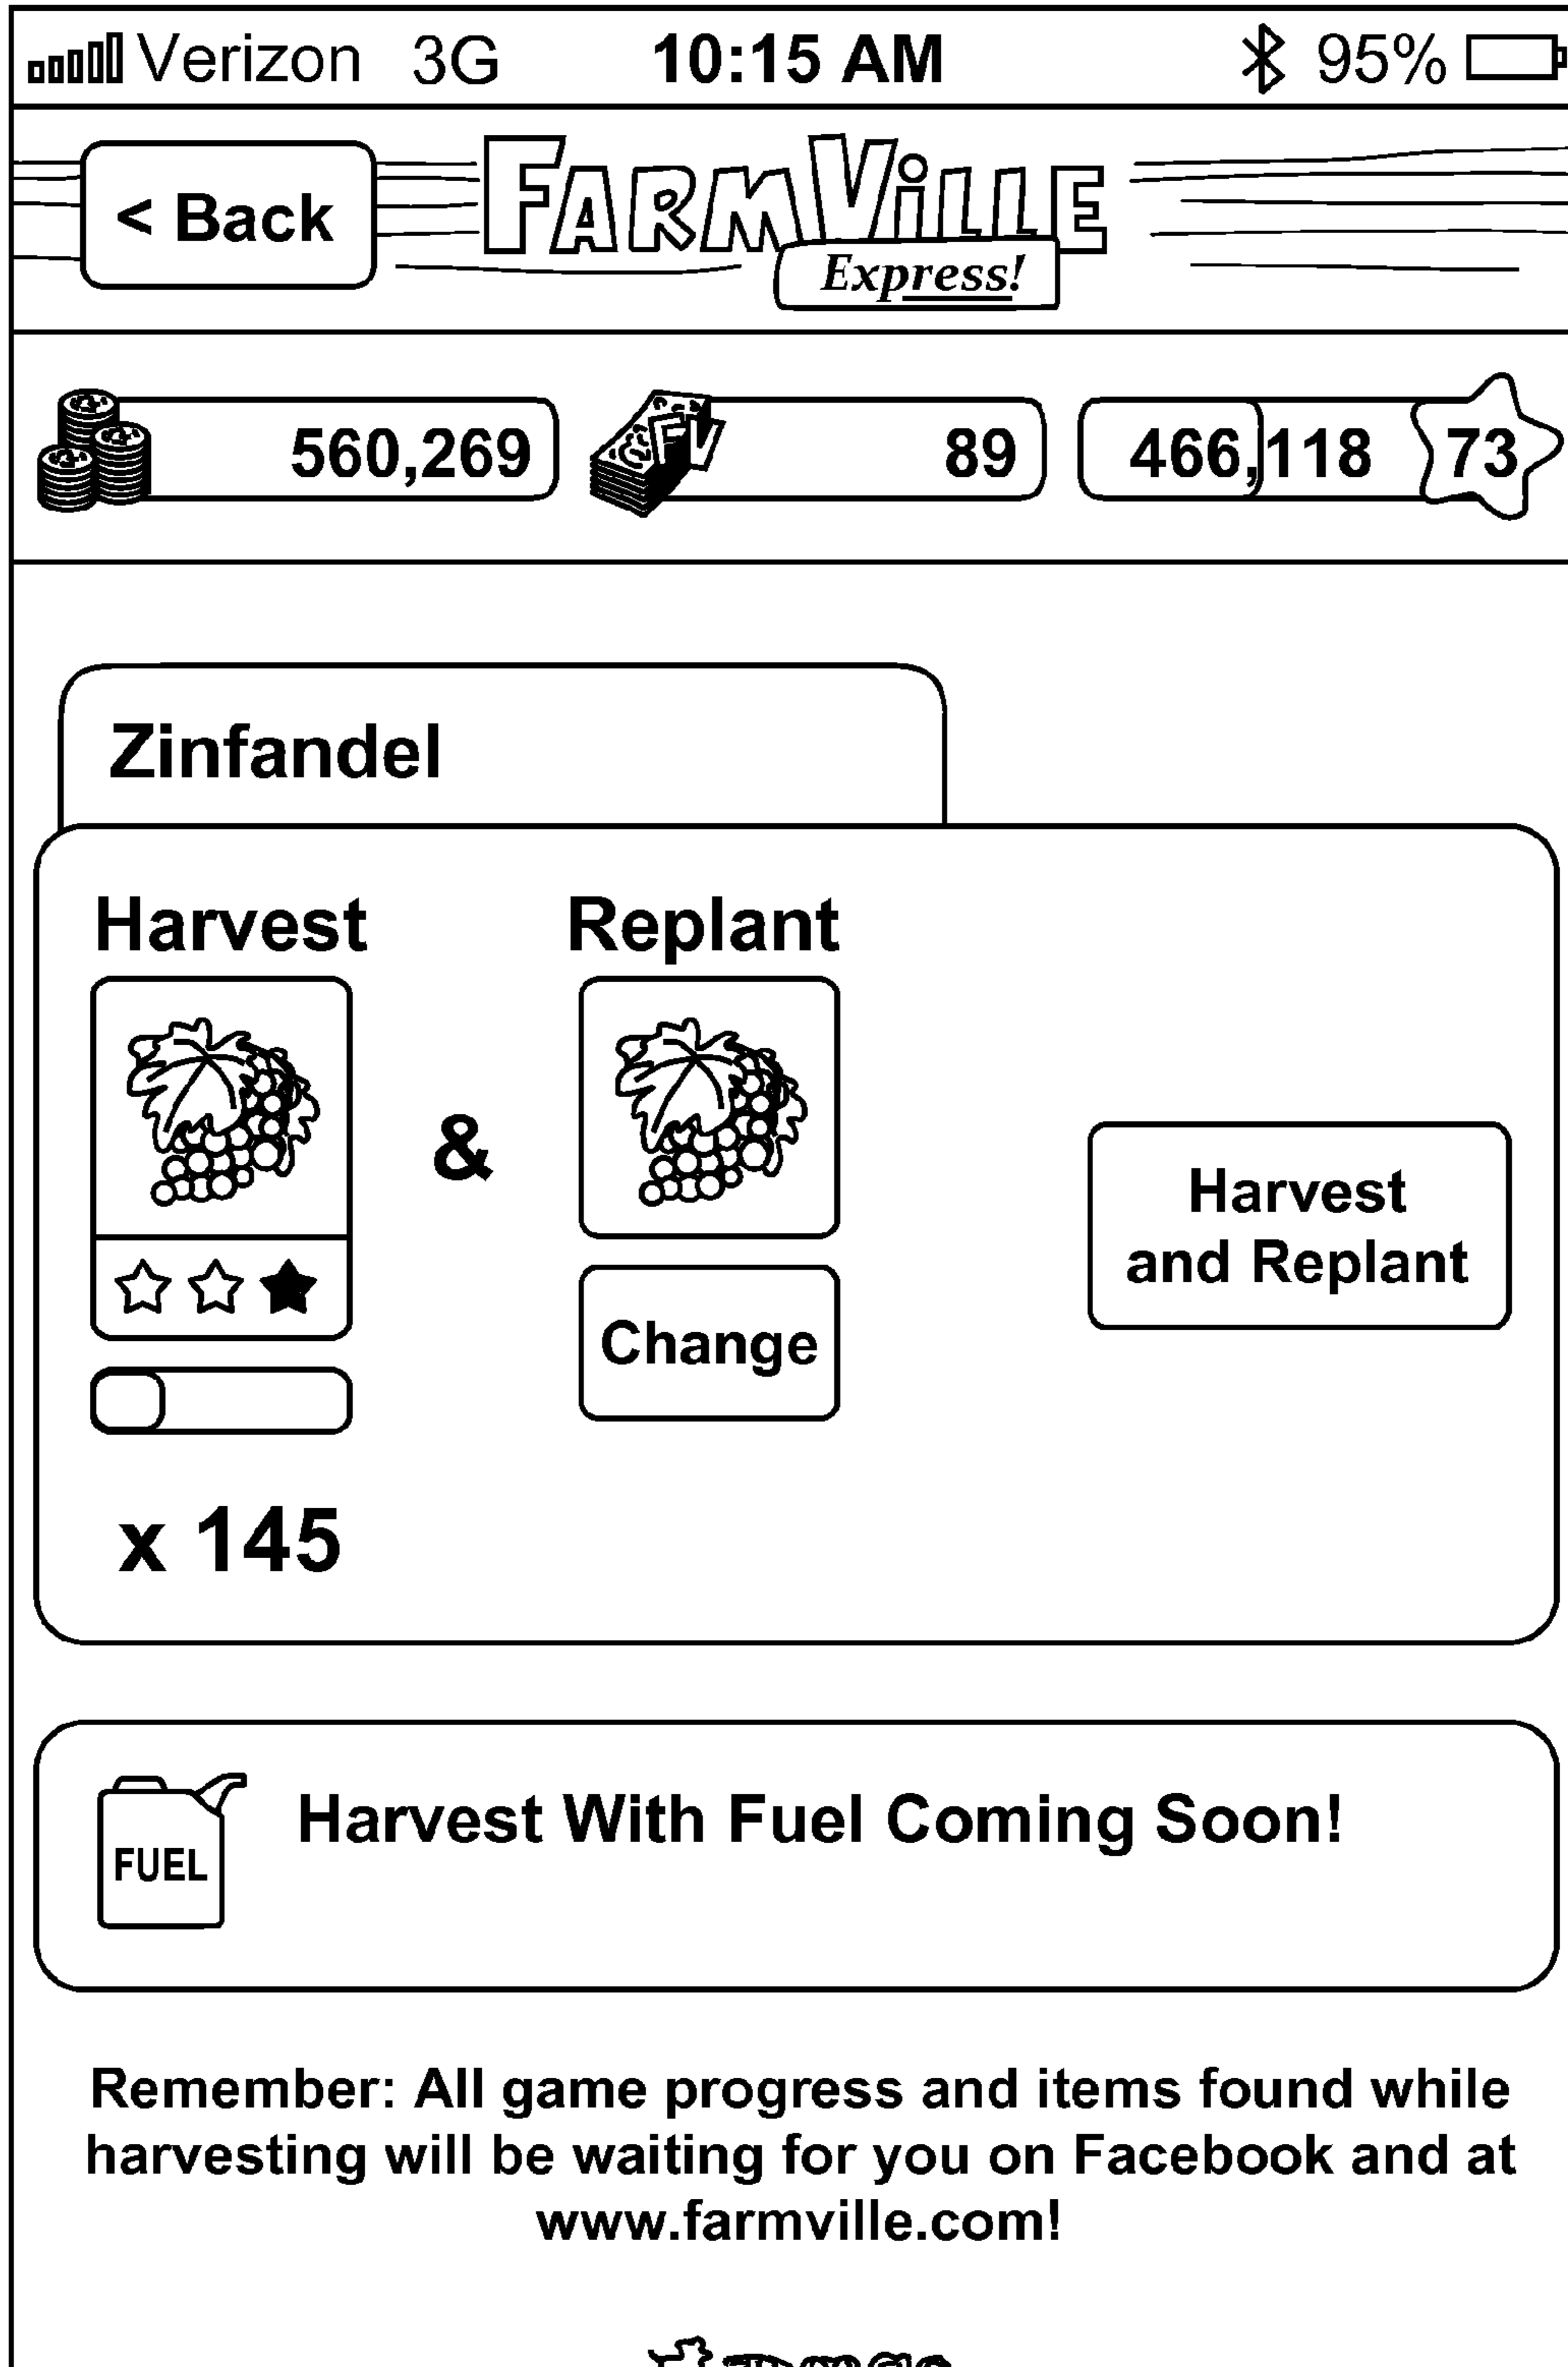 Verizon 3G 10:15 AM 95%
< Back
FARMVILLE
Express!
560,269 89 466,118 73
Zinfandel
Harvest Replant
&
Harvest
and Replant
Change
x 145
FUEL
Harvest With Fuel Coming Soon!
Remember: All game progress and items found while
harvesting will be waiting for you on Facebook and at
www.farmville.com!